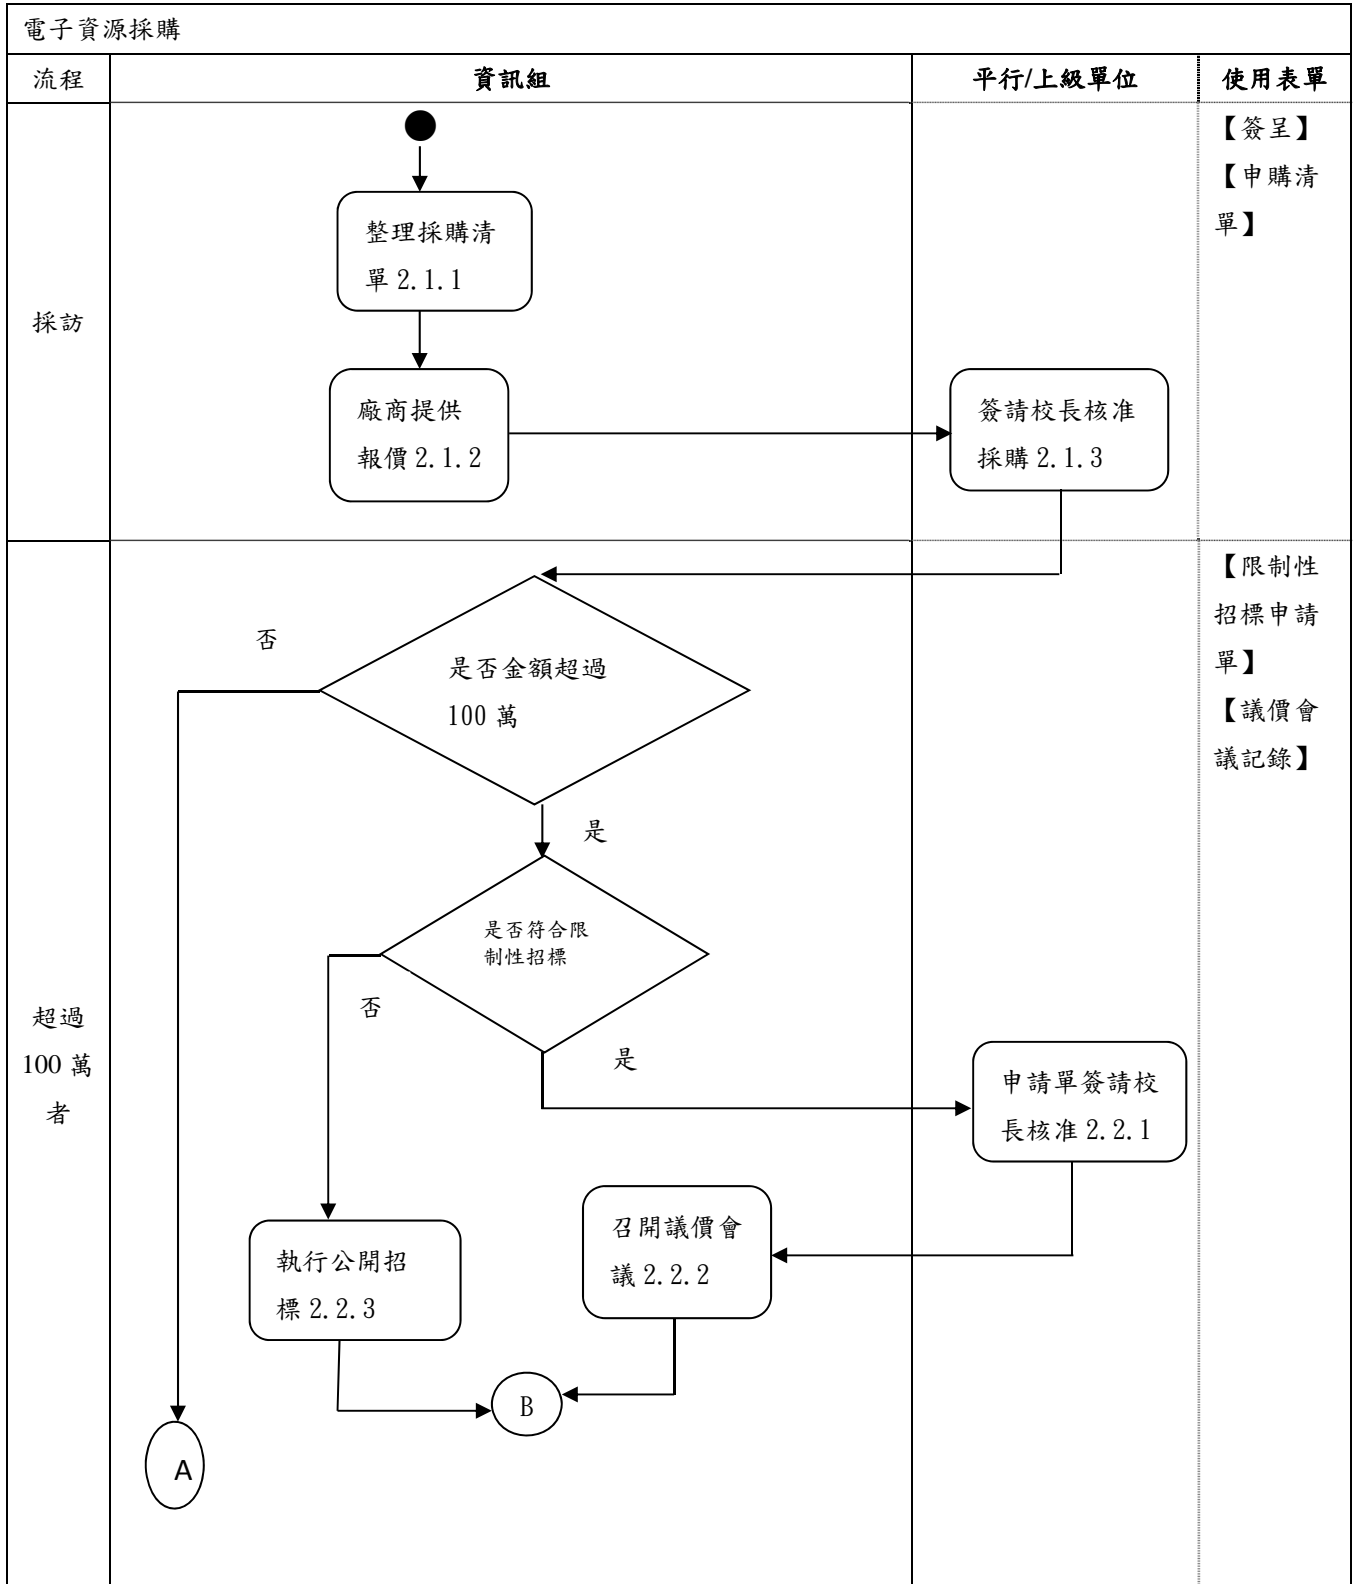 電子資源採購
流程
資訊組
平行/上級單位
使用表單
採訪
整理採購清
單 2.1.1
廠商提供
報價 2.1.2
簽請校長核准
採購 2.1.3
【簽呈】
【申購清
單】
超過
100 萬
者
是否金額超過
100 萬
否
是
是否符合限
制性招標
否
是
申請單簽請校
長核准 2.2.1
召開議價會
議 2.2.2
執行公開招
標 2.2.3
B
A
【限制性
招標申請
單】
【議價會
議記錄】